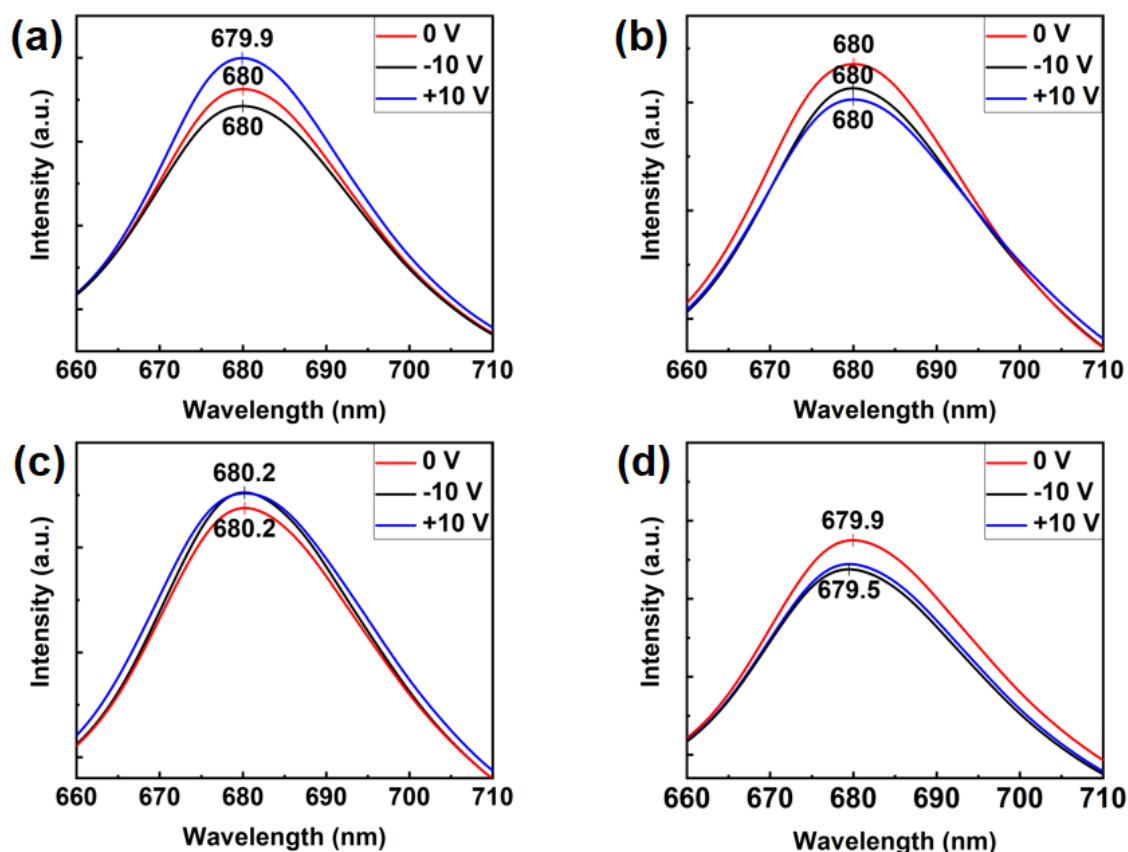 (a)
679.9
680
680
0 V
-10 V
+10 V
Intensity (a.u.)
660 670 680 690 700 710
Wavelength (nm)
(b)
680
680
680
0 V
-10 V
+10 V
Intensity (a.u.)
660 670 680 690 700 710
Wavelength (nm)
(c)
680.2
680.2
0 V
-10 V
+10 V
Intensity (a.u.)
660 670 680 690 700 710
Wavelength (nm)
(d)
679.9
679.5
0 V
-10 V
+10 V
Intensity (a.u.)
660 670 680 690 700 710
Wavelength (nm)